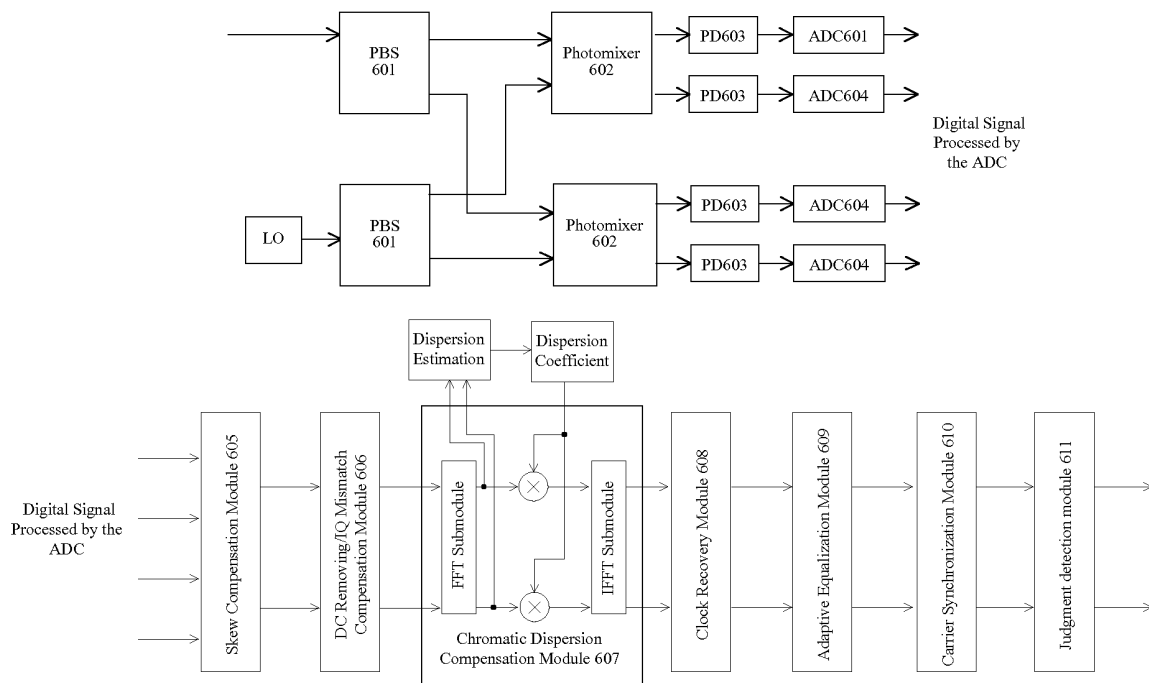 PBS
601
Photomixer
602
PD603
ADC601
PD603
ADC604
Digital Signal
Processed by
the ADC
LO
PBS
601
Photomixer
602
PD603
ADC604
PD603
ADC604
Dispersion
Estimation
Dispersion
Coefficient
Digital Signal
Processed by the
ADC
Skew Compensation Module 605
DC Removing/IQ Mismatch
Compensation Module 606
FFT Submodule
IFFT Submodule
Chromatic Dispersion
Compensation Module 607
Clock Recovery Module 608
Adaptive Equalization Module 609
Carrier Synchronization Module 610
Judgment detection module 611